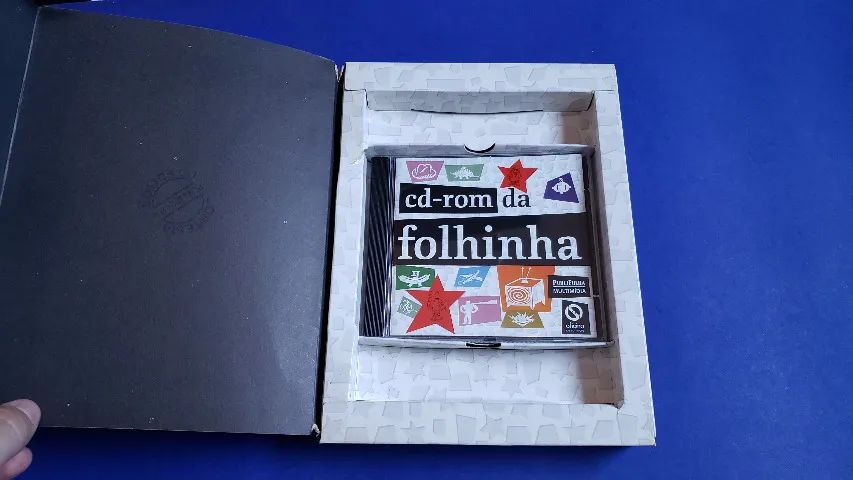 cd-rom da
folhinha
PUBLIFOLHA
MULTIMÍDIA